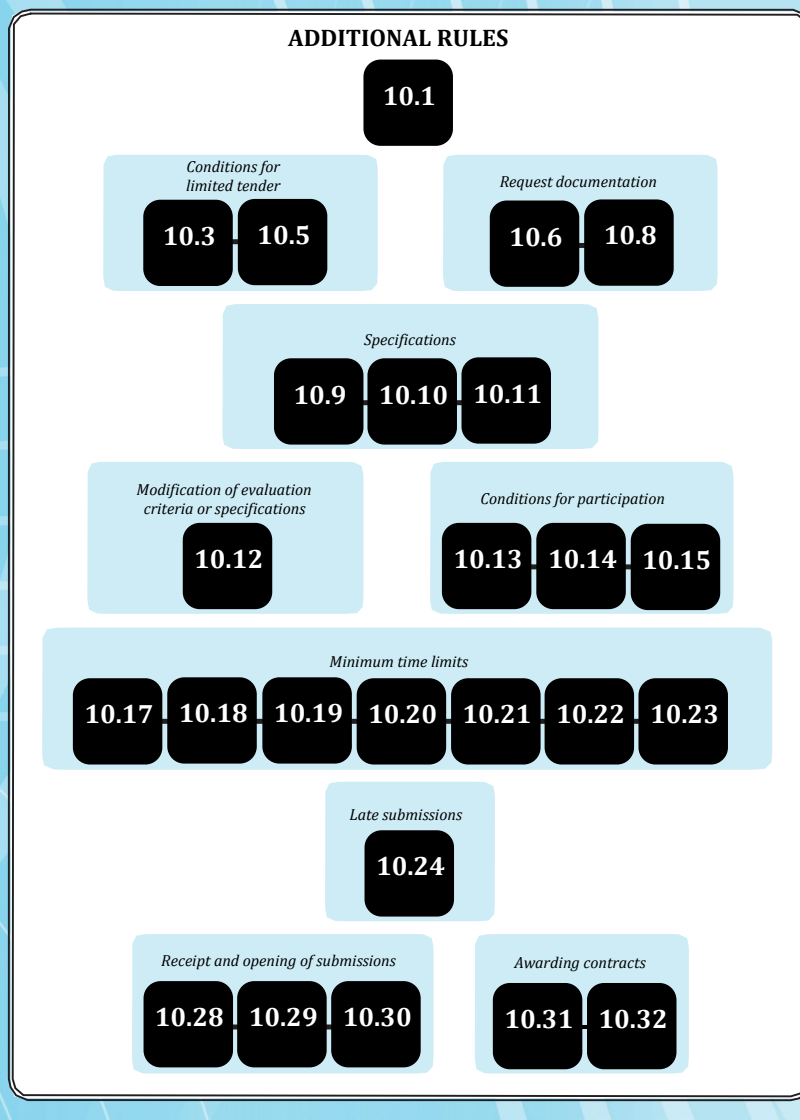 ADDITIONAL RULES
10.1
Conditions for
limited tender
10.3 10.5
Request documentation
10.6 10.8
Specifications
10.9 10.10 10.11
Modification of evaluation
criteria or specifications
10.12
Conditions for participation
10.13 10.14 10.15
Minimum time limits
10.17 10.18 10.19 10.20 10.21 10.22 10.23
Late submissions
10.24
Receipt and opening of submissions
10.28 10.29 10.30
Awarding contracts
10.31 10.32